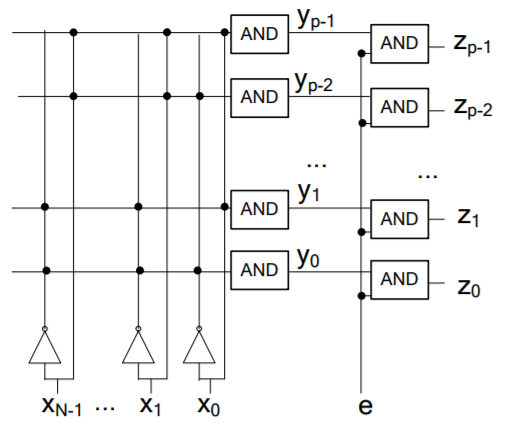 AND y_{p-1} AND z_{p-1}
AND y_{p-2} AND z_{p-2}
... ...
AND y_1 AND z_1
AND y_0 AND z_0
x_{N-1} ... x_1 x_0 e